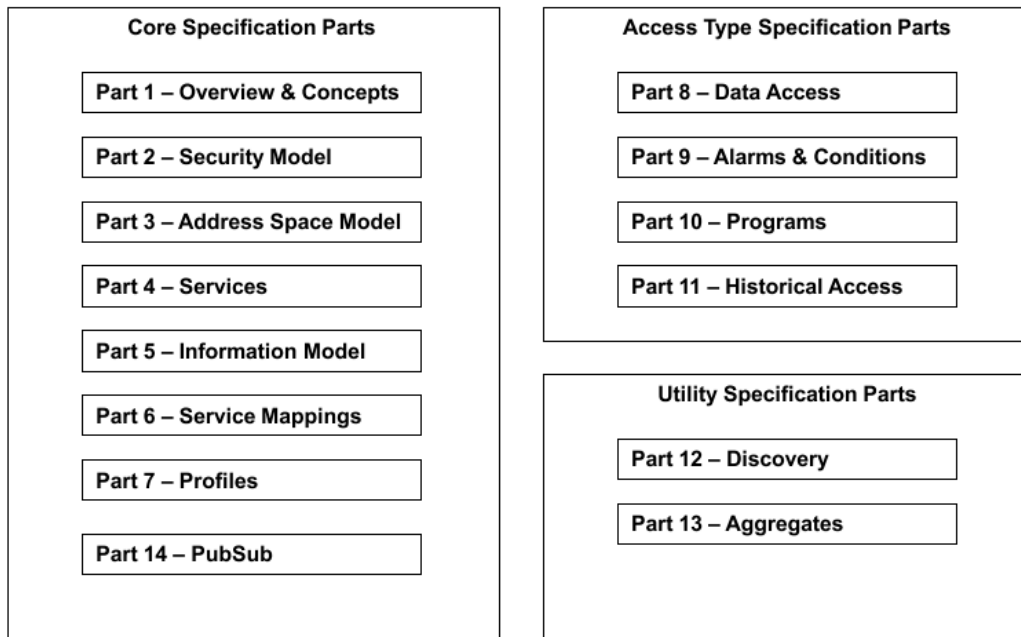 Core Specification Parts
Part 1 – Overview & Concepts
Part 2 – Security Model
Part 3 – Address Space Model
Part 4 – Services
Part 5 – Information Model
Part 6 – Service Mappings
Part 7 – Profiles
Part 14 – PubSub
Access Type Specification Parts
Part 8 – Data Access
Part 9 – Alarms & Conditions
Part 10 – Programs
Part 11 – Historical Access
Utility Specification Parts
Part 12 – Discovery
Part 13 – Aggregates